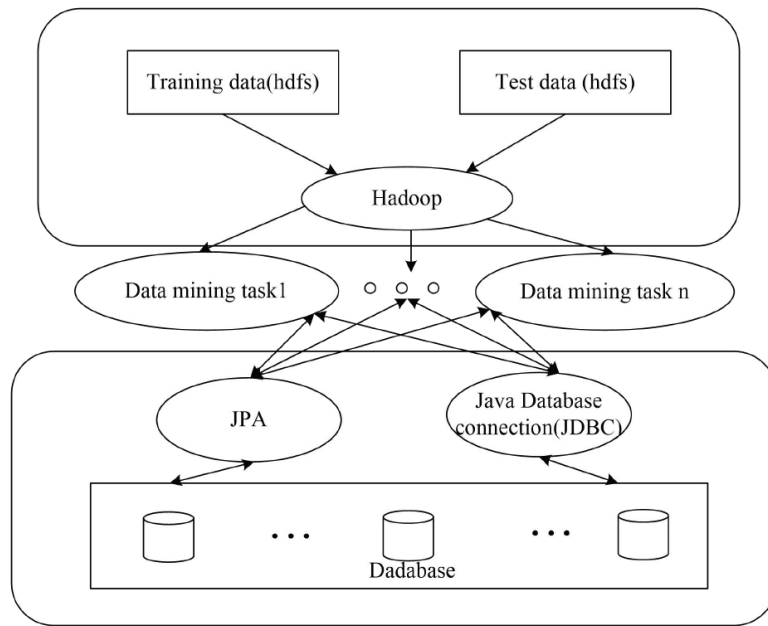 Training data(hdfs)
Test data (hdfs)
Hadoop
Data mining task1
Data mining task n
JPA
Java Database
connection(JDBC)
Dadabase